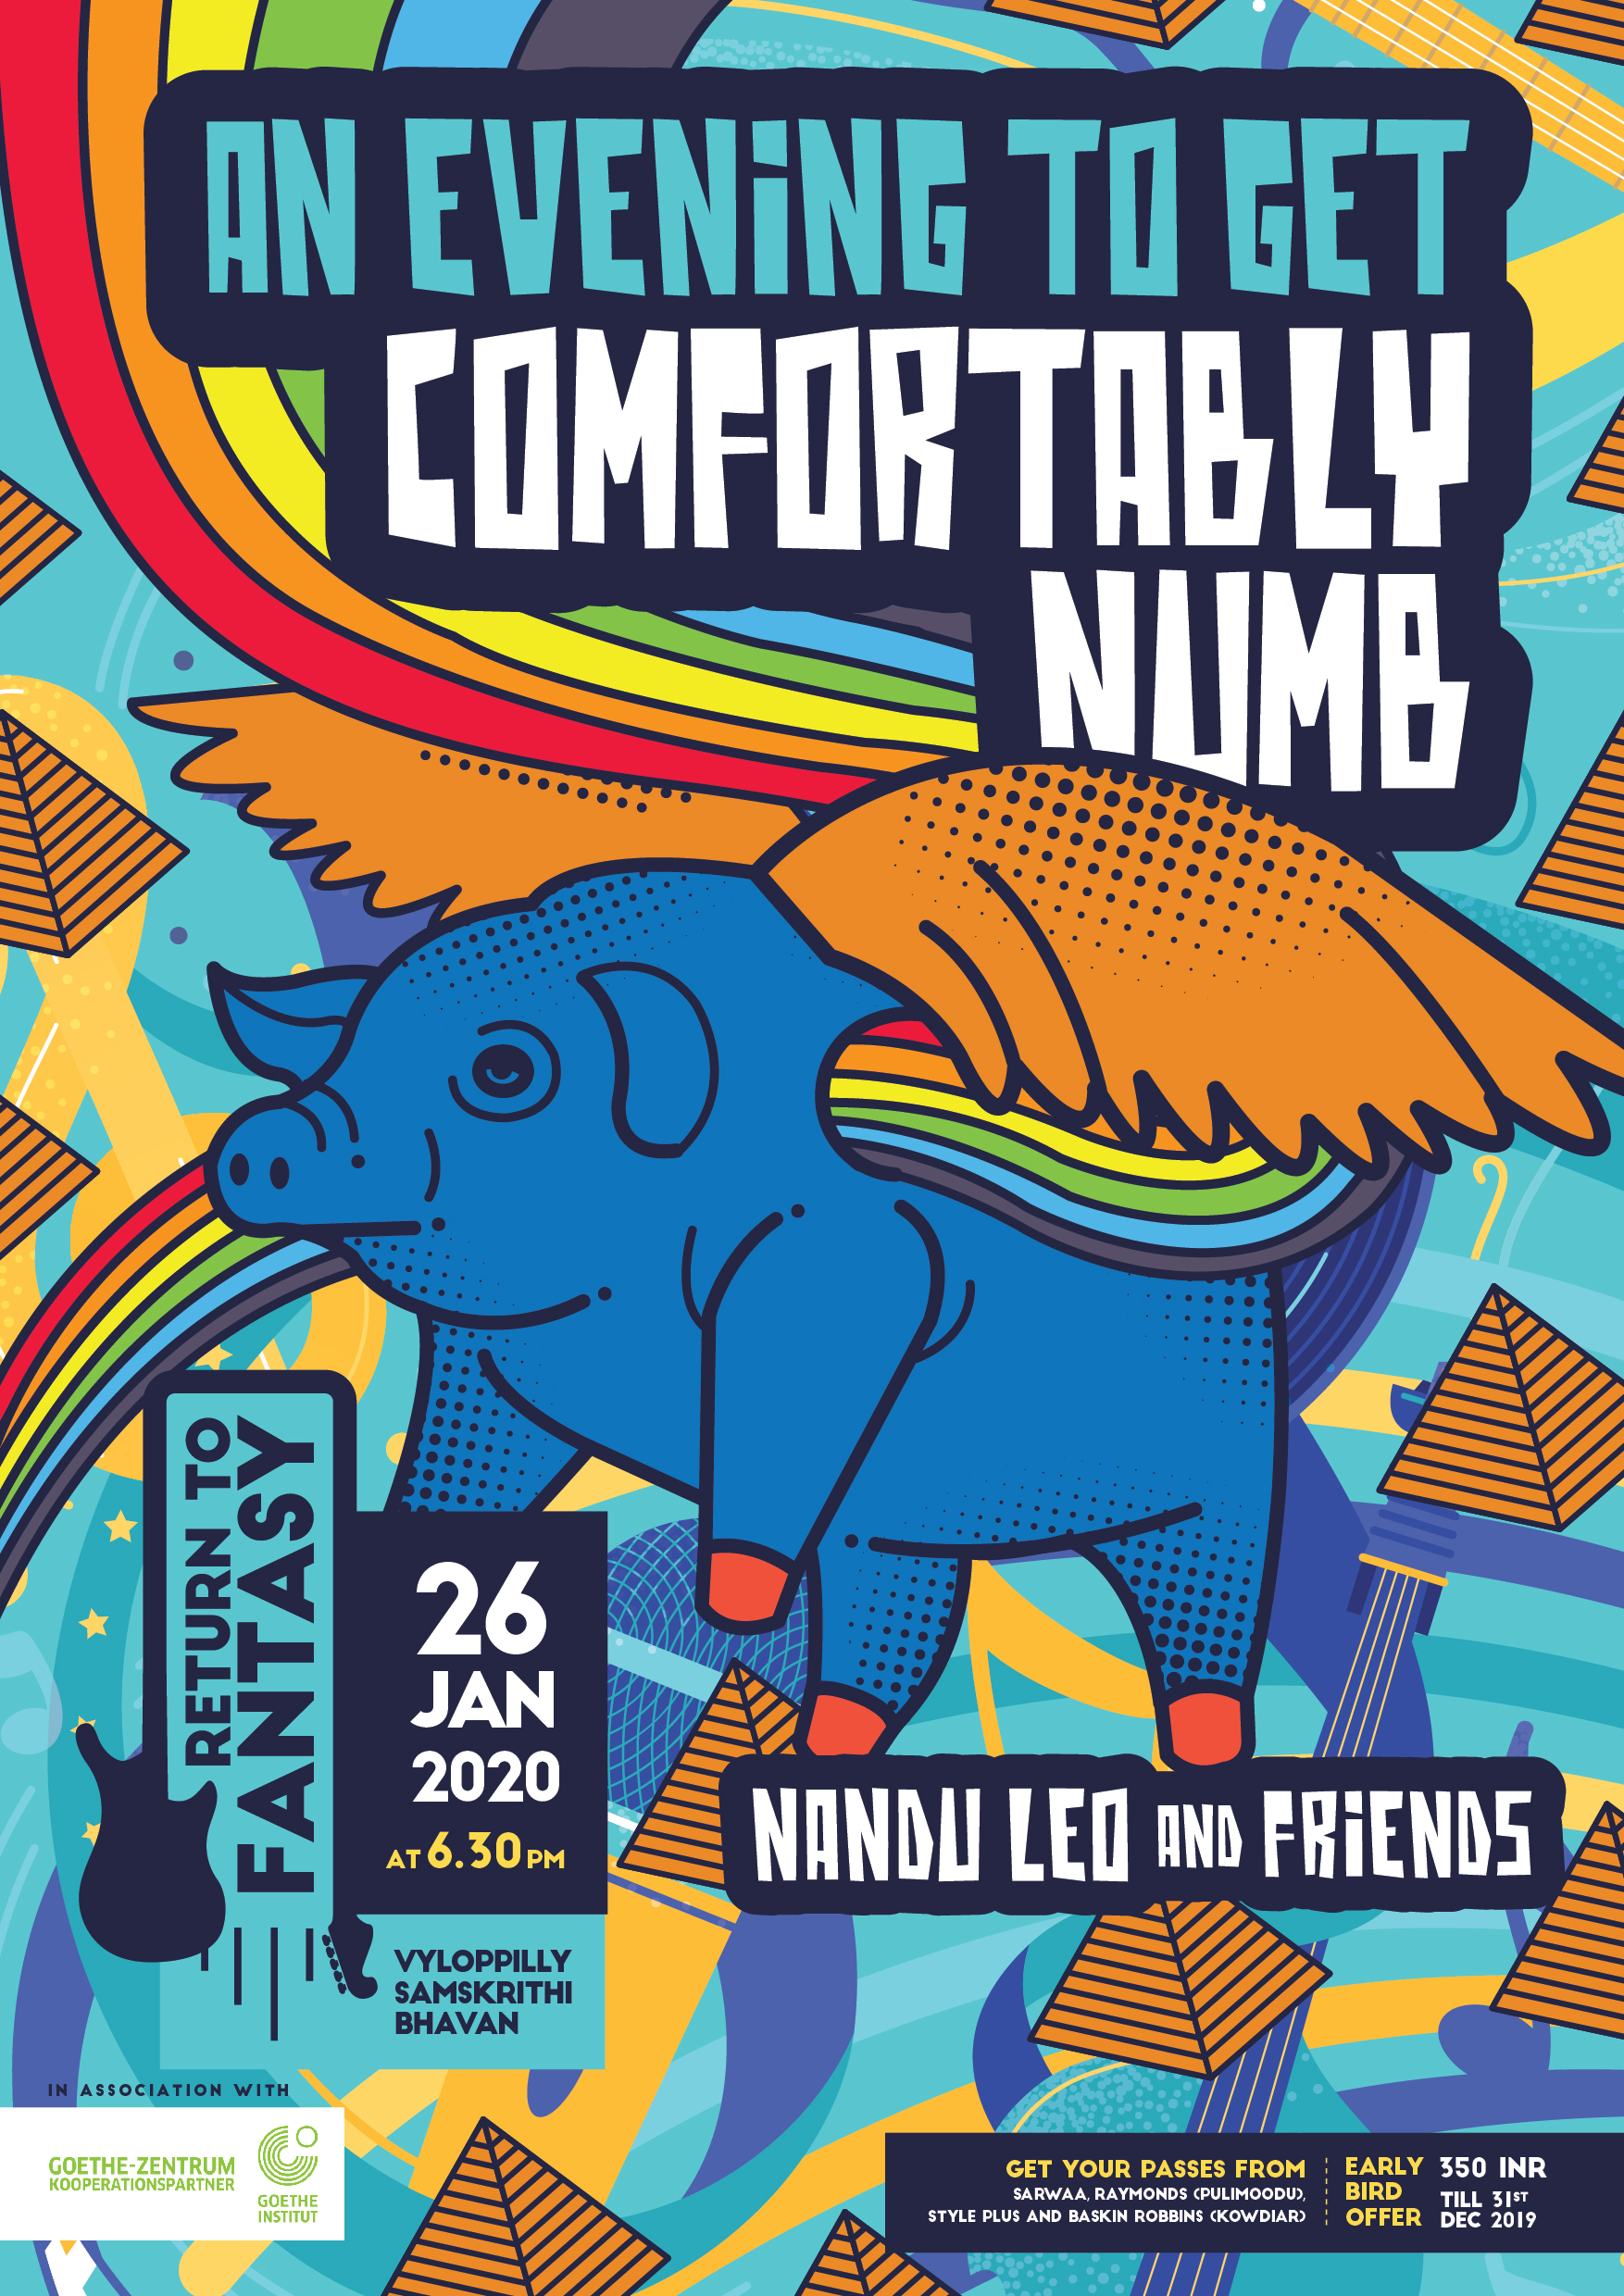 AN EVENING TO GET
COMFORTABLY
NUMB
RETURN TO
FANTASY
26
JAN
2020
AT 6.30 PM
VYLOPPILLY
SAMSKRITHI
BHAVAN
NANDU LEO AND FRIENDS
IN ASSOCIATION WITH
GOETHE-ZENTRUM
KOOPERATIONSPARTNER
GOETHE
INSTITUT
GET YOUR PASSES FROM
SARWAA, RAYMONDS (PULIMOODU),
STYLE PLUS AND BASKIN ROBBINS (KOWDIAR)
EARLY
BIRD
OFFER
350 INR
TILL 31ST
DEC 2019